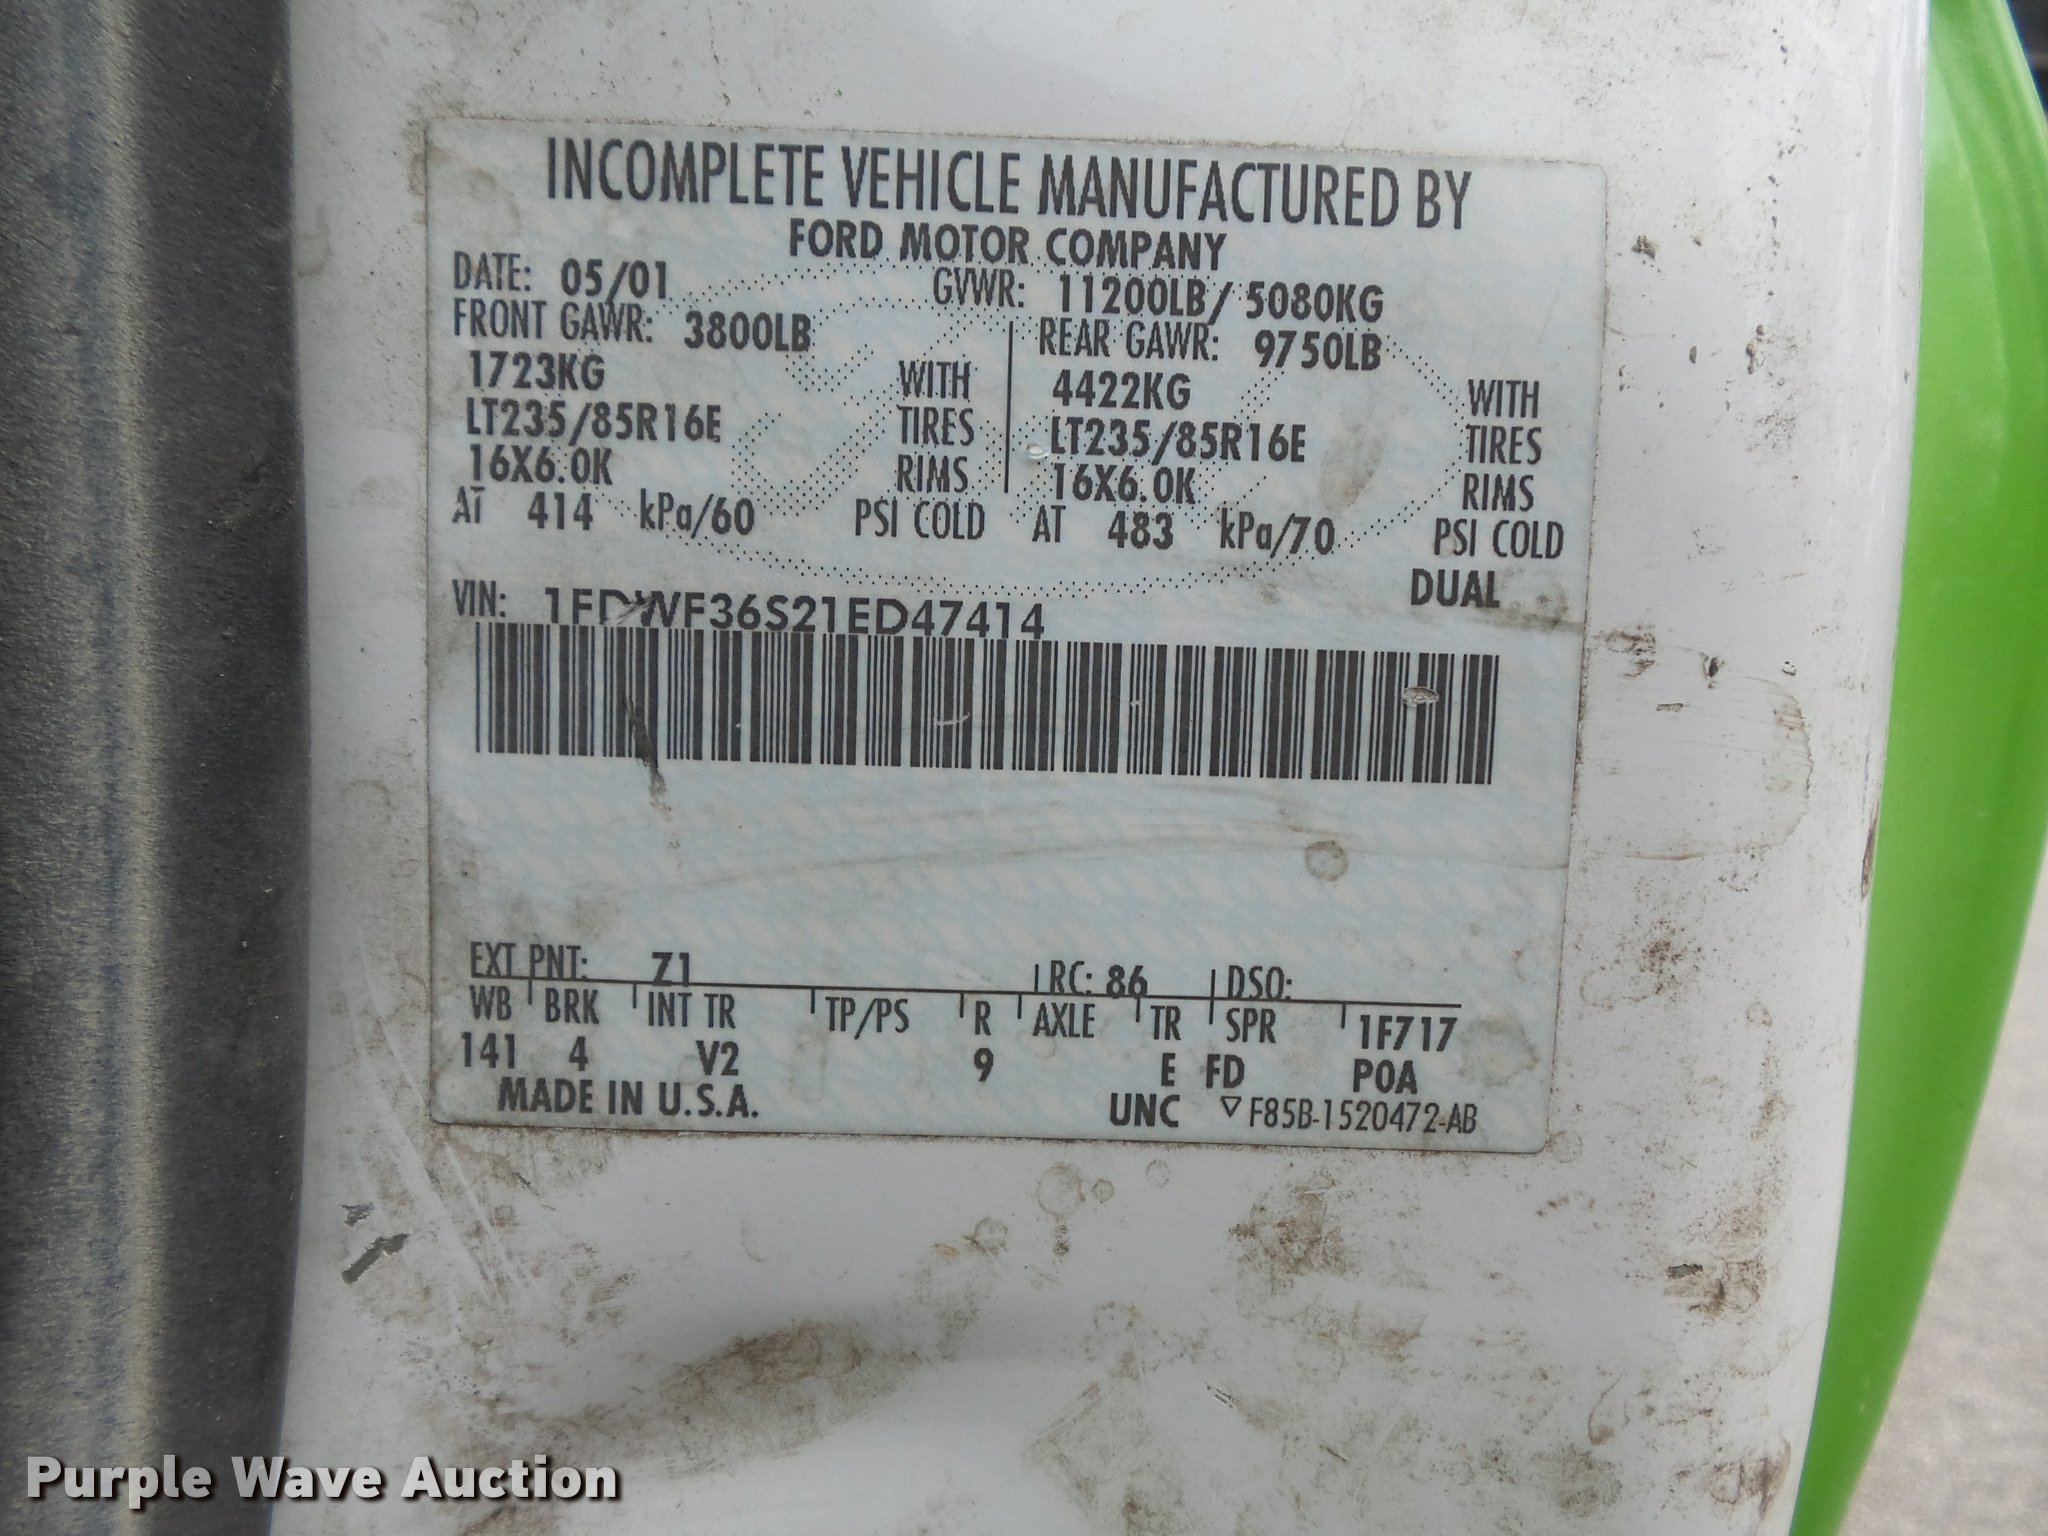 INCOMPLETE VEHICLE MANUFACTURED BY
FORD MOTOR COMPANY
DATE: 05/01 GVWR: 11200LB/ 5080KG
FRONT GAWR: 3800LB REAR GAWR: 9750LB
1723KG WITH 4422KG WITH
LT235/85R16E TIRES LT235/85R16E TIRES
16X6.0K RIMS 16X6.0K RIMS
AT 414 kPa/60 PSI COLD AT 483 kPa/70 PSI COLD
DUAL
VIN: 1FDWF36S21ED47414
EXT PNT: Z1 RC: 86 DSO:
WB BRK INT TR TP/PS R AXLE TR SPR 1F717
141 4 V2 9 E FD POA
MADE IN U.S.A. UNC ▽ F85B-1520472-AB
Purple Wave Auction